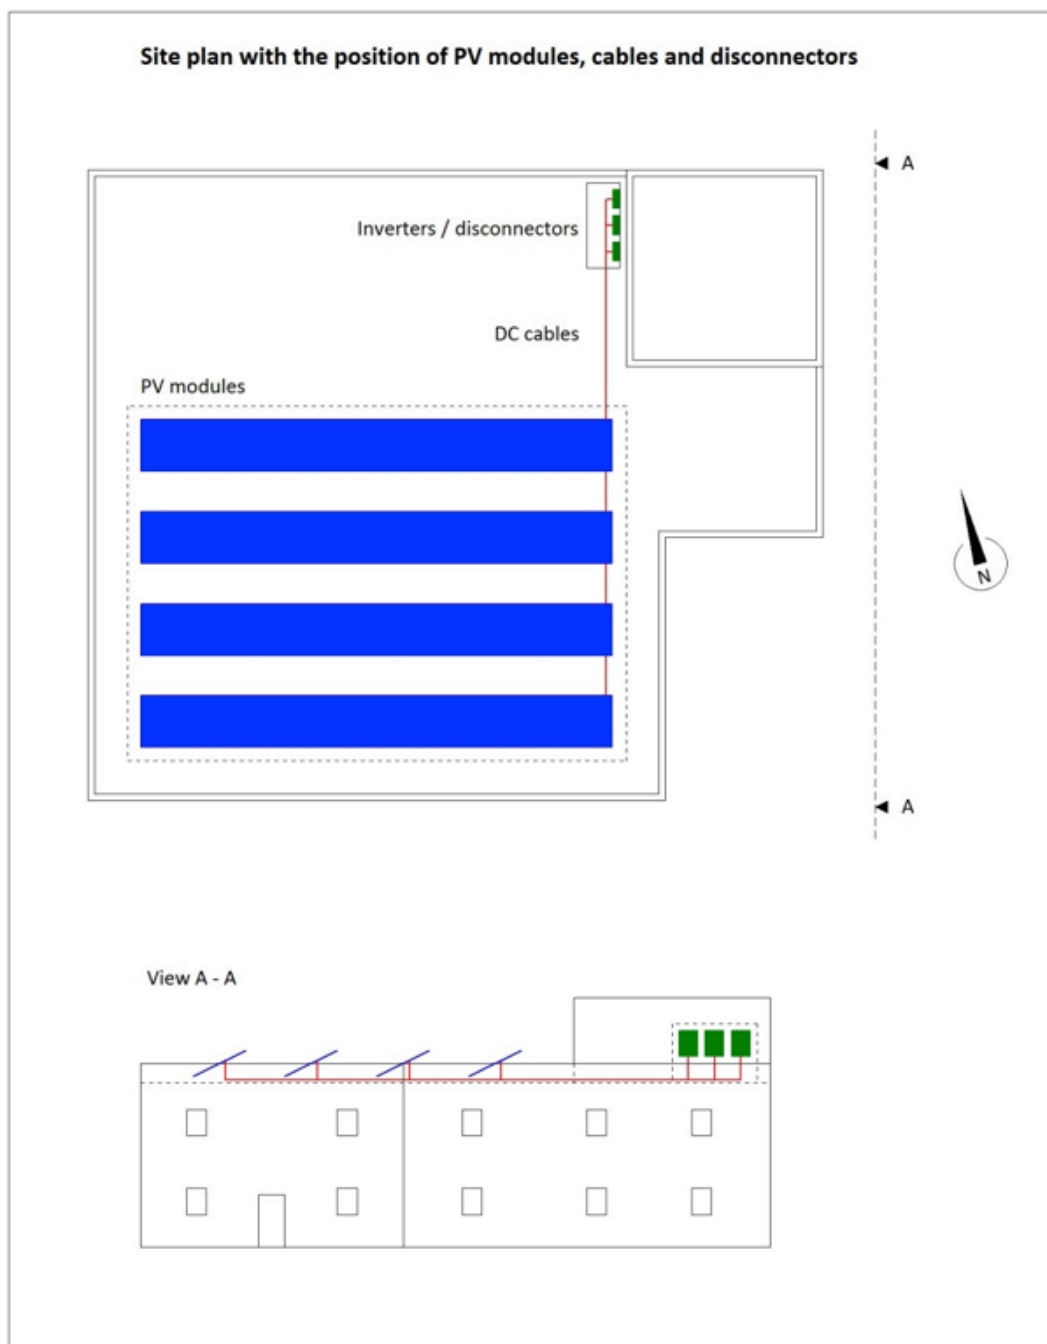 Site plan with the position of PV modules, cables and disconnectors
A
Inverters / disconnectors
DC cables
PV modules
N
A
View A - A